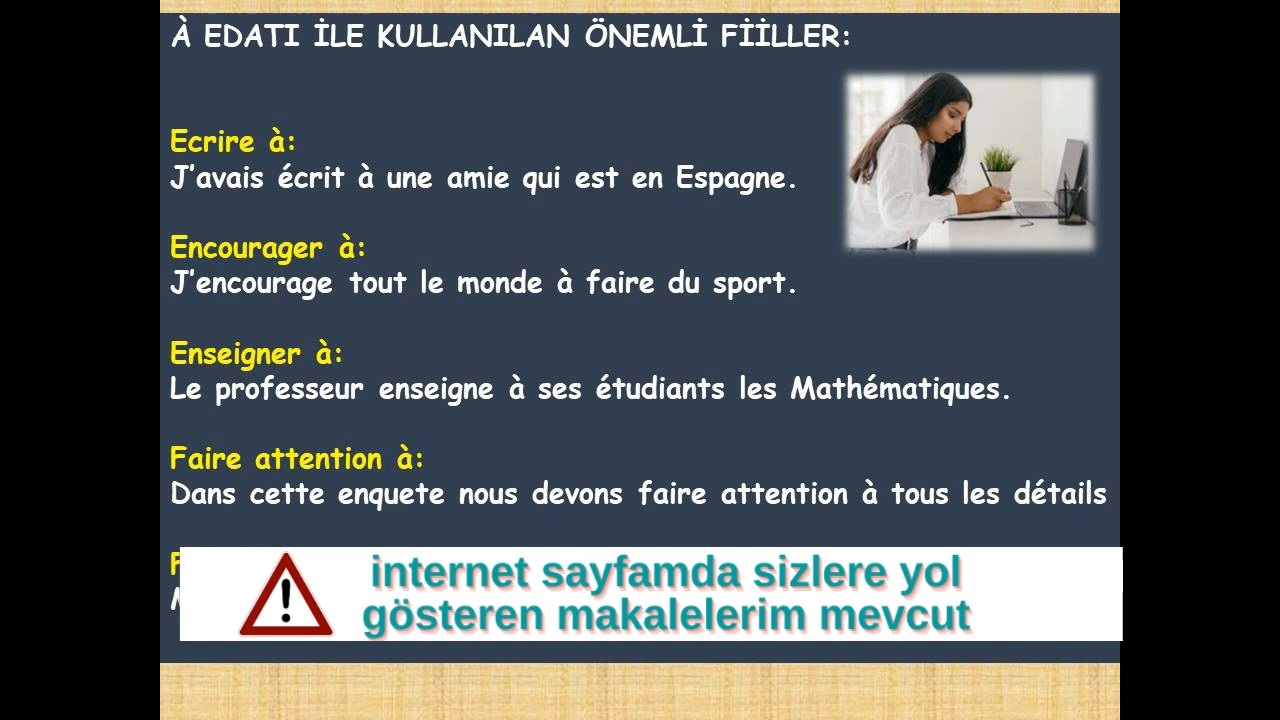 À EDATI İLE KULLANILAN ÖNEMLİ FİİLLER:
Ecrire à:
J'avais écrit à une amie qui est en Espagne.
Encourager à:
J'encourage tout le monde à faire du sport.
Enseigner à:
Le professeur enseigne à ses étudiants les Mathématiques.
Faire attention à:
Dans cette enquete nous devons faire attention à tous les détails
internet sayfamda sizlere yol
gösteren makalelerim mevcut